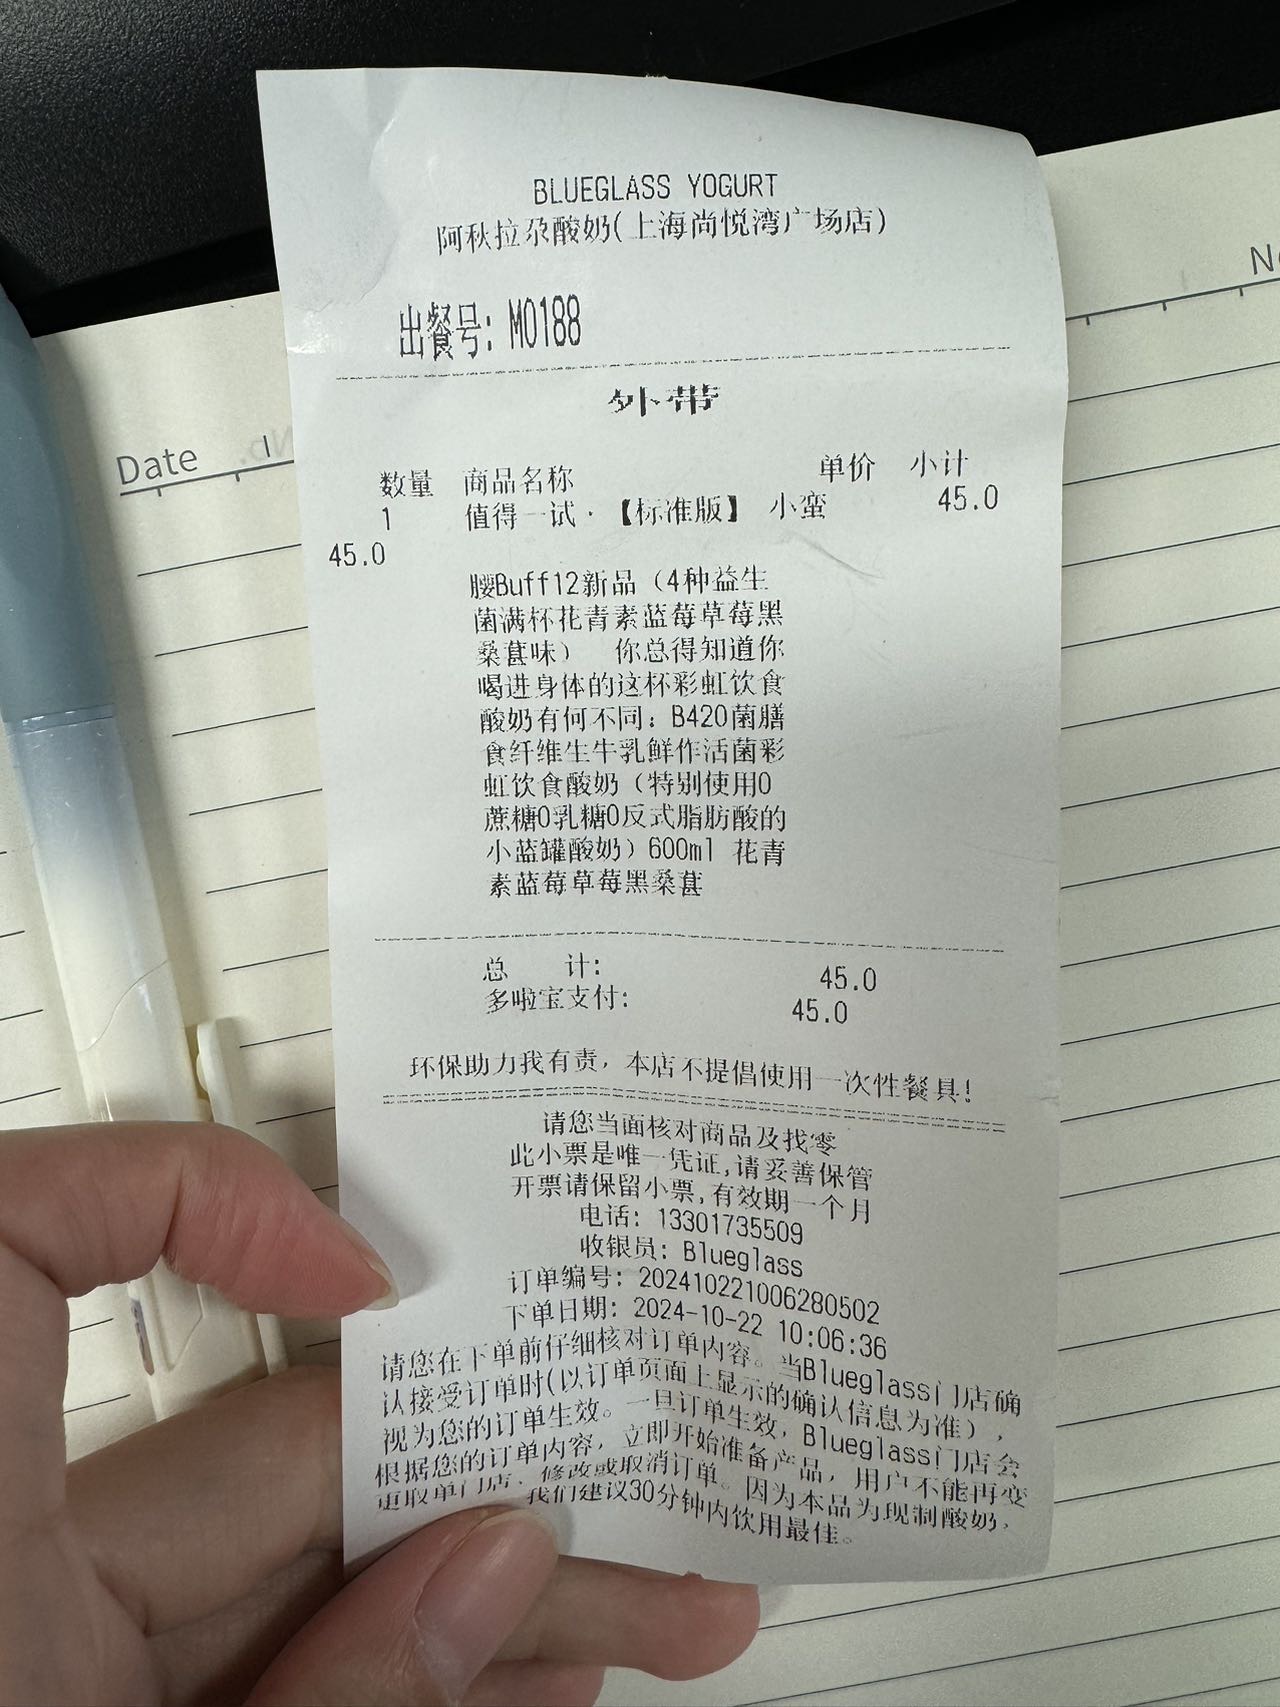 BLUEGLASS YOGURT
阿秋拉尕酸奶(上海尚悦湾广场店)
出餐号: M0188
外带
数量 商品名称 单价 小计
1 值得一试·【标准版】 小蛮 45.0
45.0
腰Buff12新品（4种益生
菌满杯花青素蓝莓草莓黑
桑葚味） 你总得知道你
喝进身体的这杯彩虹饮食
酸奶有何不同：B420菌膳
食纤维生牛乳鲜作活菌彩
虹饮食酸奶（特别使用0
蔗糖0乳糖0反式脂肪酸的
小蓝罐酸奶）600ml 花青
素蓝莓草莓黑桑葚
总 计: 45.0
多啦宝支付: 45.0
环保助力我有责，本店不提倡使用一次性餐具!
请您当面核对商品及找零
此小票是唯一凭证,请妥善保管
开票请保留小票,有效期一个月
电话: 13301735509
收银员: Blueglass
订单编号: 202410221006280502
下单日期: 2024-10-22 10:06:36
请您在下单前仔细核对订单内容。当Blueglass门店确
认接受订单时(以订单页面上显示的确认信息为准)，
视为您的订单生效。一旦订单生效，Blueglass门店会
根据您的订单内容，立即开始准备产品，用户不能再变
更取单门店、修改或取消订单。因为本品为现制酸奶，
我们建议30分钟内饮用最佳。
Date